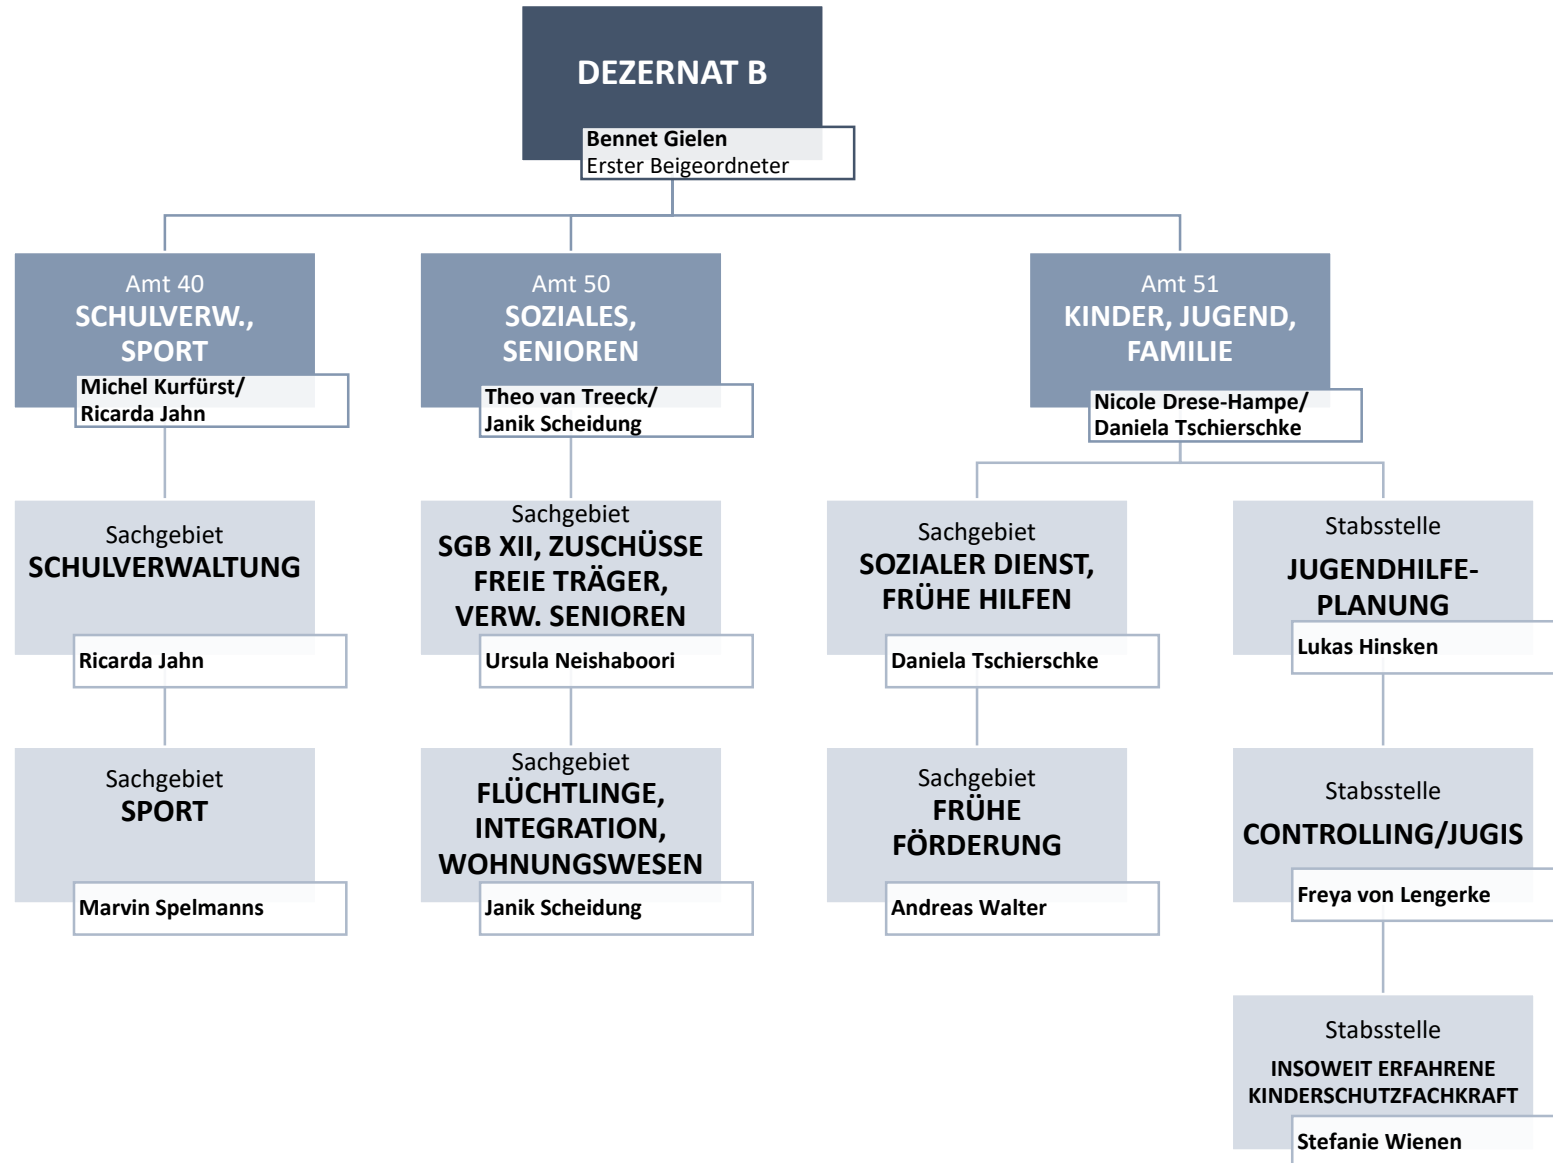 DEZERNAT B
Bennet Gielen
Erster Beigeordneter
Amt 40
SCHULVERW.,
SPORT
Michel Kurfürst/
Ricarda Jahn
Amt 50
SOZIALES,
SENIOREN
Theo van Treeck/
Janik Scheidung
Amt 51
KINDER, JUGEND,
FAMILIE
Nicole Drese-Hampe/
Daniela Tschierschke
Sachgebiet
SCHULVERWALTUNG
Ricarda Jahn
Sachgebiet
SGB XII, ZUSCHÜSSE
FREIE TRÄGER,
VERW. SENIOREN
Ursula Neishaboori
Sachgebiet
SOZIALER DIENST,
FRÜHE HILFEN
Daniela Tschierschke
Stabsstelle
JUGENDHILFE-
PLANUNG
Lukas Hinsken
Sachgebiet
SPORT
Marvin Spelmanns
Sachgebiet
FLÜCHTLINGE,
INTEGRATION,
WOHNUNGSWESEN
Janik Scheidung
Sachgebiet
FRÜHE
FÖRDERUNG
Andreas Walter
Stabsstelle
CONTROLLING/JUGIS
Freya von Lengerke
Stabsstelle
INSOWEIT ERFAHRENE
KINDERSCHUTZFACHKRAFT
Stefanie Wienen